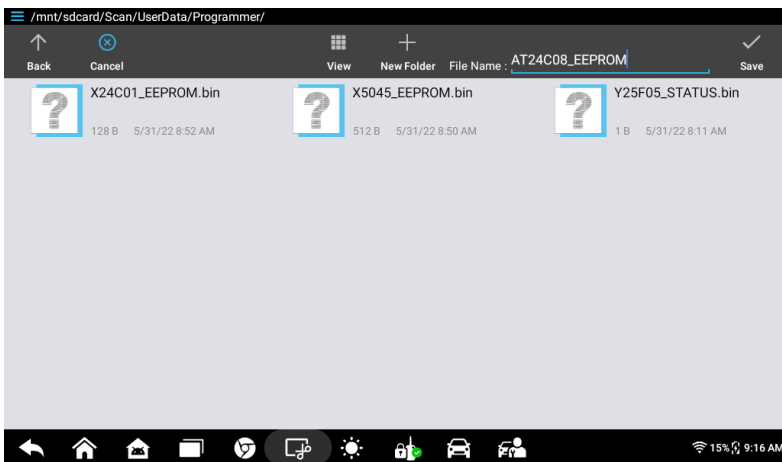 /mnt/sdcard/Scan/UserData/Programmer/
Back Cancel View New Folder File Name : AT24C08_EEPROM Save
X24C01_EEPROM.bin X5045_EEPROM.bin Y25F05_STATUS.bin
128 B 5/31/22 8:52 AM 512 B 5/31/22 8:50 AM 1 B 5/31/22 8:11 AM
15% 9:16 AM